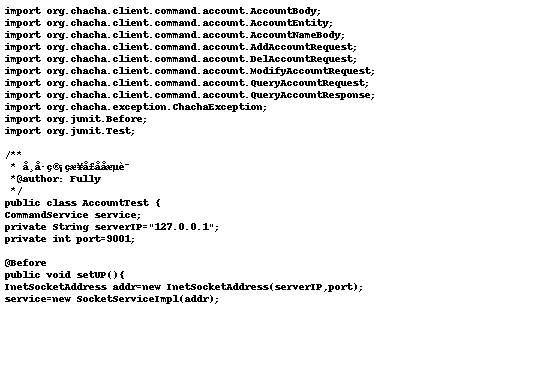 import org.chacha.client.command.account.AccountBody;
import org.chacha.client.command.account.AccountEntity;
import org.chacha.client.command.account.AccountNameBody;
import org.chacha.client.command.account.AddAccountRequest;
import org.chacha.client.command.account.DelAccountRequest;
import org.chacha.client.command.account.ModifyAccountRequest;
import org.chacha.client.command.account.QueryAccountRequest;
import org.chacha.client.command.account.QueryAccountResponse;
import org.chacha.exception.ChachaException;
import org.junit.Before;
import org.junit.Test;
/**
*
*@author: Fully
*/
public class AccountTest {
CommandService service;
private String serverIP="127.0.0.1";
private int port=9001;
@Before
public void setUP(){
InetSocketAddress addr=new InetSocketAddress(serverIP,port);
service=new SocketServiceImpl(addr);